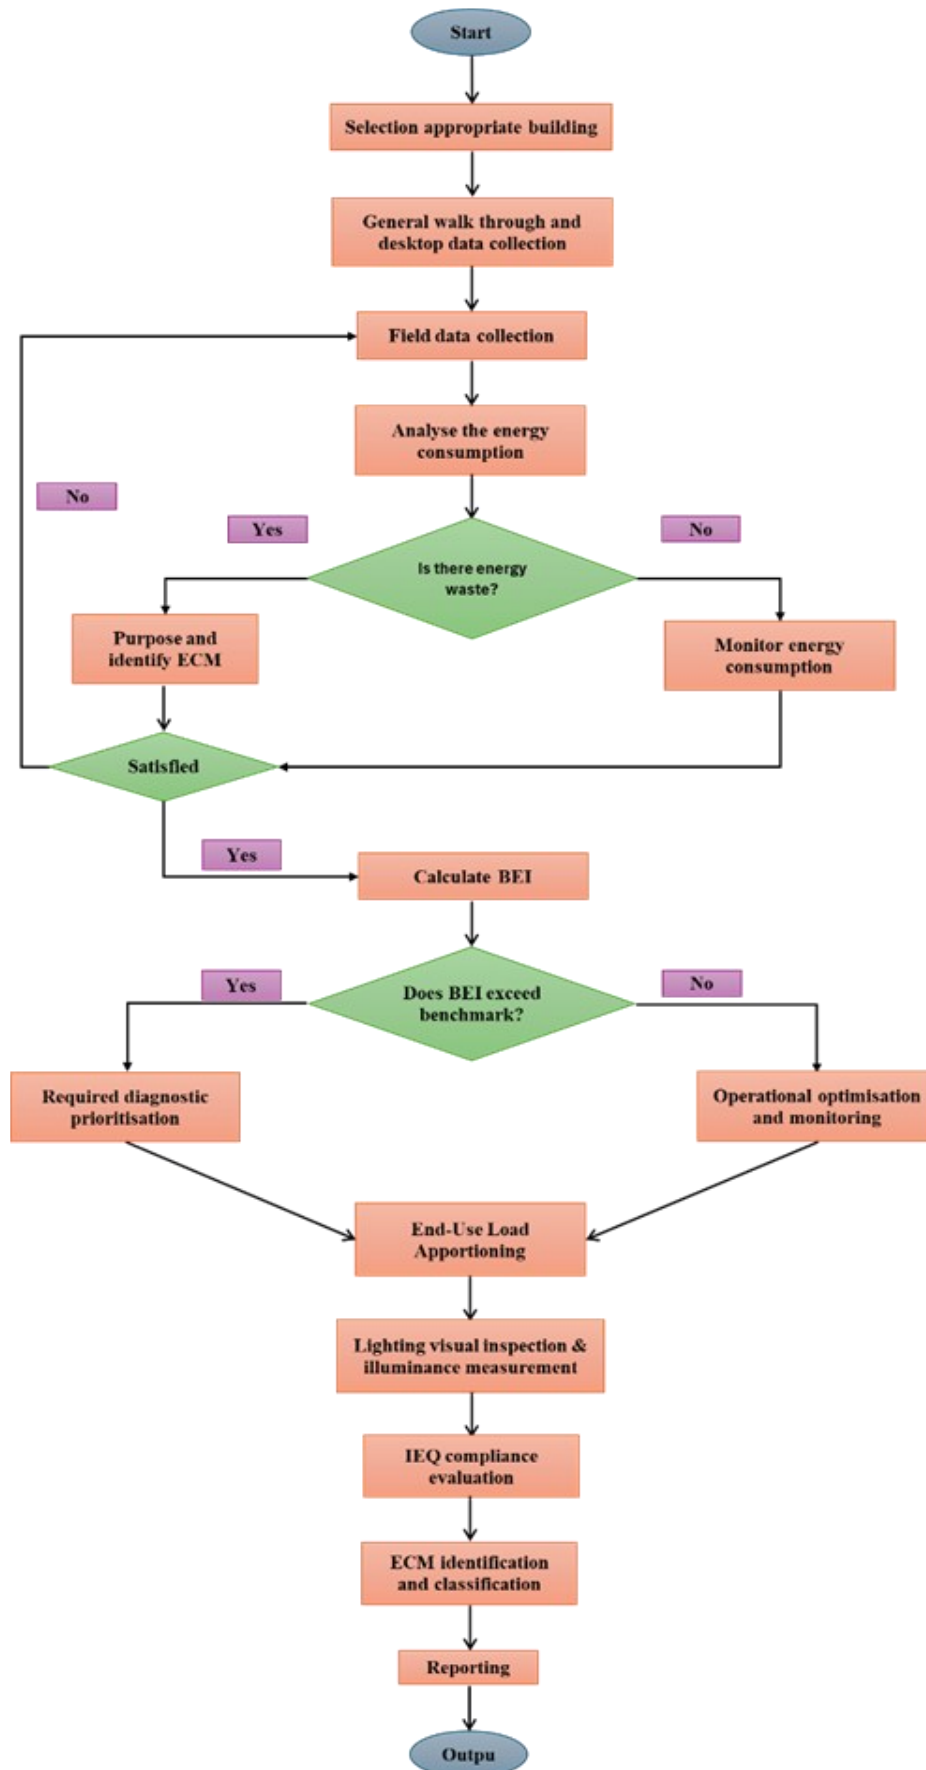 Start
Selection appropriate building
General walk through and
desktop data collection
Field data collection
Analyse the energy
consumption
No
Yes
No
Is there energy
waste?
Purpose and
identify ECM
Monitor energy
consumption
Satisfied
Yes
Calculate BEI
Yes
No
Does BEI exceed
benchmark?
Required diagnostic
prioritisation
Operational optimisation
and monitoring
End-Use Load
Apportioning
Lighting visual inspection &
illuminance measurement
IEQ compliance
evaluation
ECM identification
and classification
Reporting
Outpu